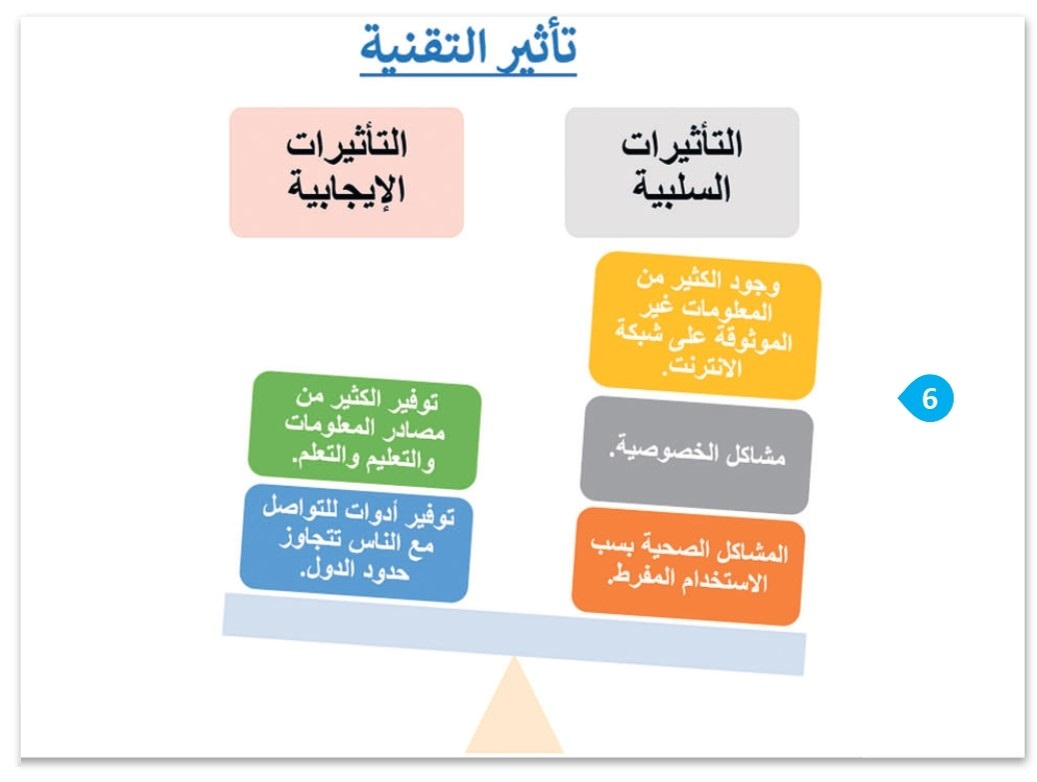 تأثير التقنية
التأثيرات
السلبية
وجود الكثير من
المعلومات غير
الموثوقة على شبكة
الانترنت.
مشاكل الخصوصية.
المشاكل الصحية بسب
الاستخدام المفرط.
التأثيرات
الإيجابية
توفير الكثير من
مصادر المعلومات
والتعليم والتعلم.
توفير أدوات للتواصل
مع الناس تتجاوز
حدود الدول.
6